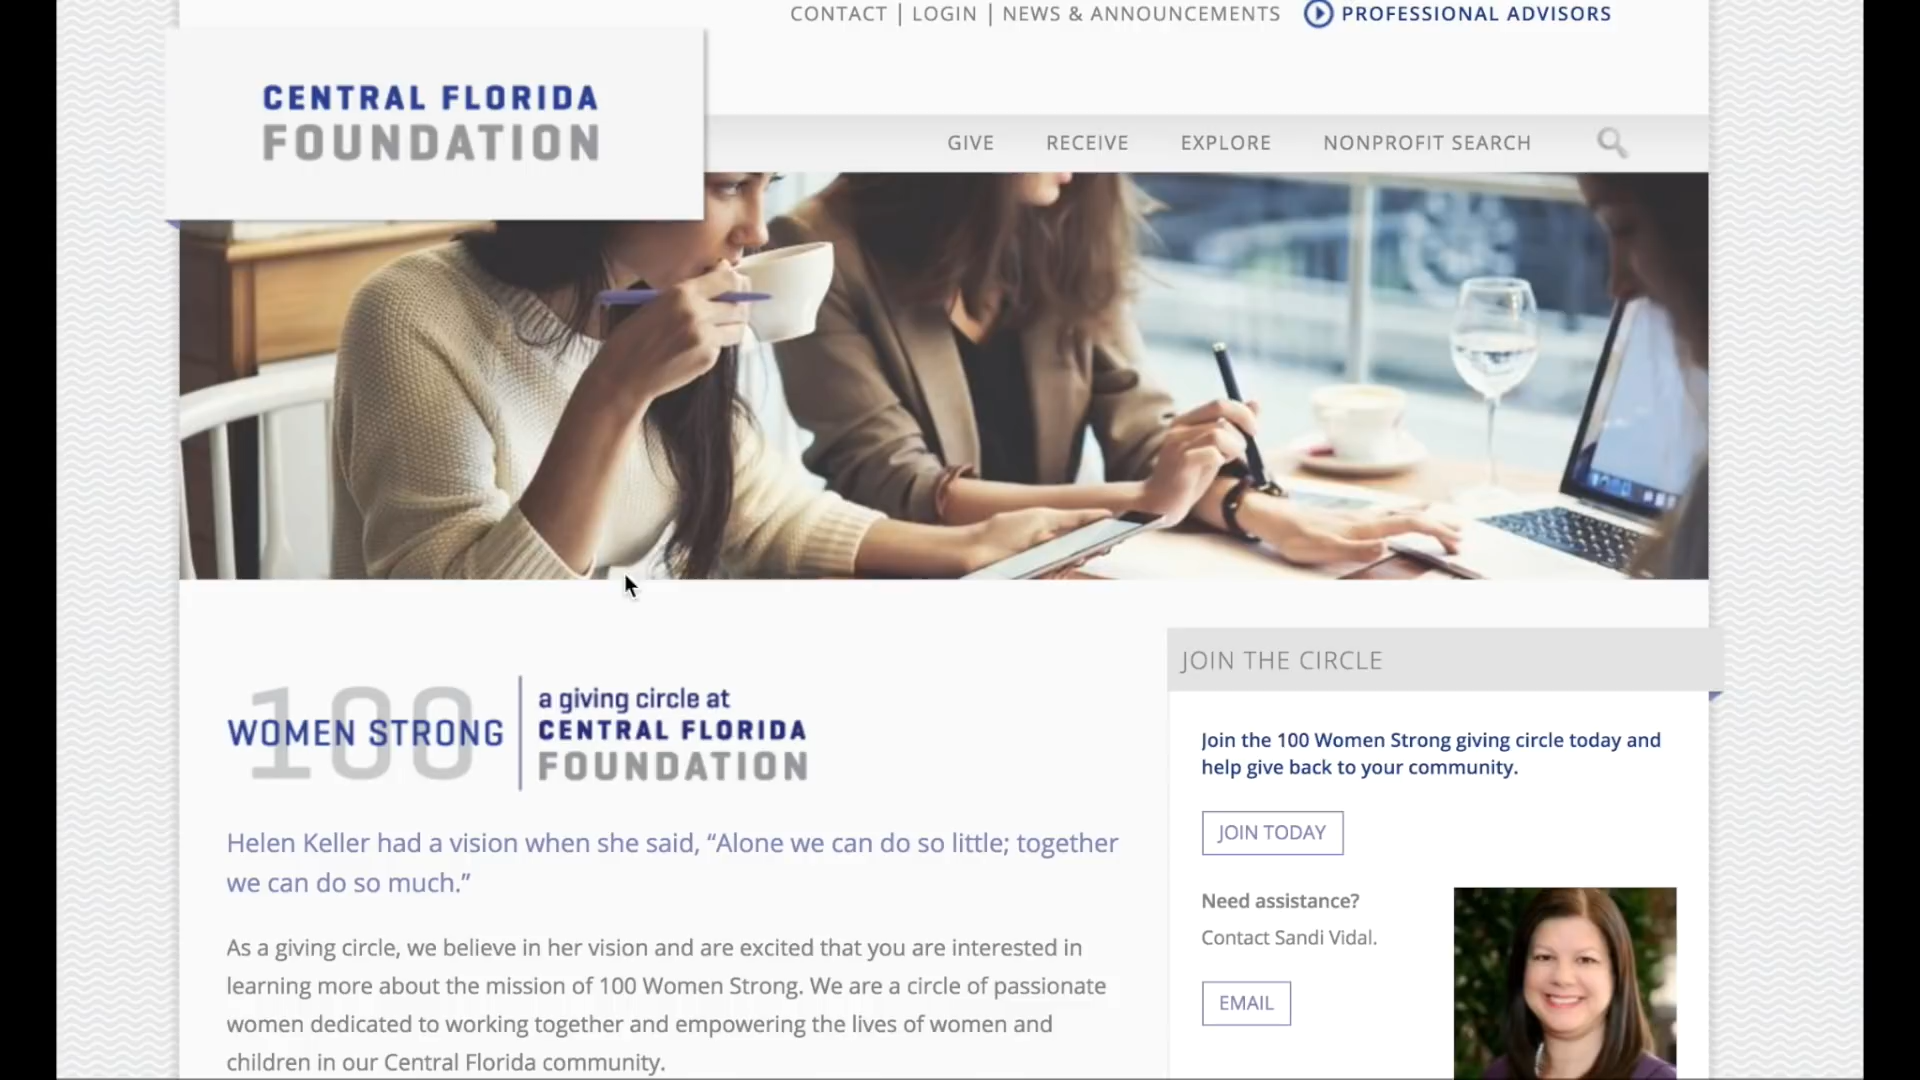 CONTACT | LOGIN | NEWS & ANNOUNCEMENTS PROFESSIONAL ADVISORS
CENTRAL FLORIDA
FOUNDATION
GIVE RECEIVE EXPLORE NONPROFIT SEARCH
100
WOMEN STRONG
a giving circle at
CENTRAL FLORIDA
FOUNDATION
Helen Keller had a vision when she said, “Alone we can do so little; together
we can do so much.”
As a giving circle, we believe in her vision and are excited that you are interested in
learning more about the mission of 100 Women Strong. We are a circle of passionate
women dedicated to working together and empowering the lives of women and
children in our Central Florida community.
JOIN THE CIRCLE
Join the 100 Women Strong giving circle today and
help give back to your community.
JOIN TODAY
Need assistance?
Contact Sandi Vidal.
EMAIL